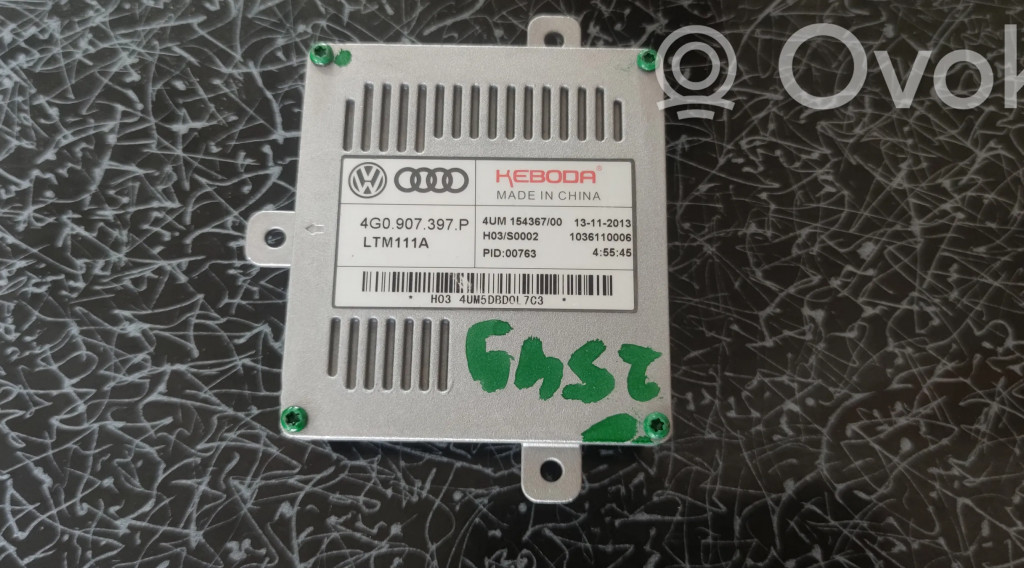 Ovok
KEBODA
MADE IN CHINA
4G0.907.397.P
LTM111A
4UM 154367/00 13-11-2013
H03/S0002 1036110006
PID:00763 4:55:45
* H03 4UM5DBD0L7C3 *
2549